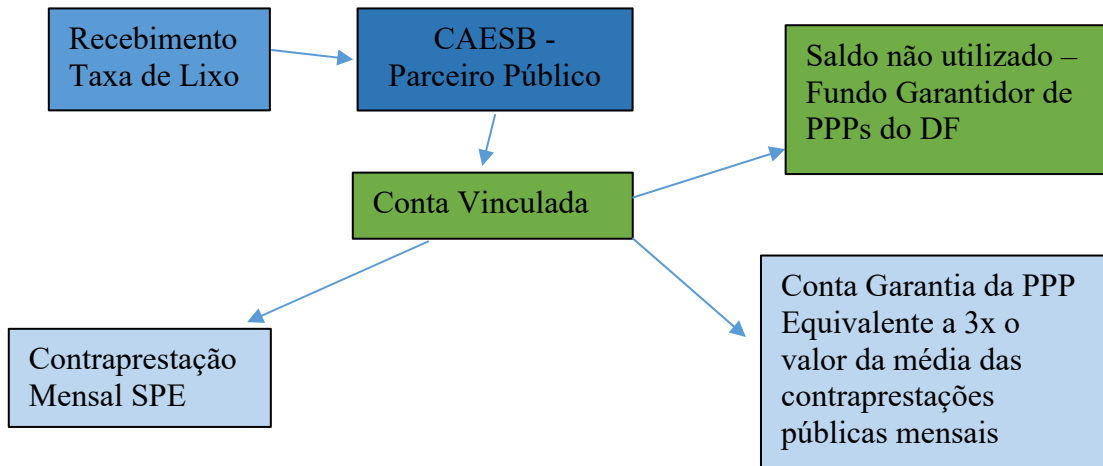 Recebimento
Taxa de Lixo
CAESB -
Parceiro Público
Saldo não utilizado –
Fundo Garantidor de
PPPs do DF
Conta Vinculada
Contraprestação
Mensal SPE
Conta Garantia da PPP
Equivalente a 3x o
valor da média das
contraprestações
públicas mensais